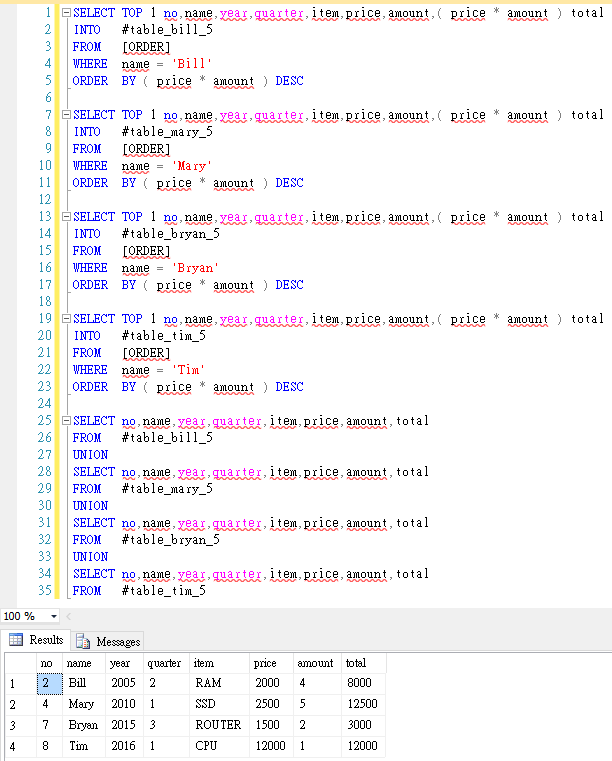 1 SELECT TOP 1 no,name,year,quarter,item,price,amount,( price * amount ) total
2 INTO #table_bill_5
3 FROM [ORDER]
4 WHERE name = 'Bill'
5 ORDER BY ( price * amount ) DESC
6
7 SELECT TOP 1 no,name,year,quarter,item,price,amount,( price * amount ) total
8 INTO #table_mary_5
9 FROM [ORDER]
10 WHERE name = 'Mary'
11 ORDER BY ( price * amount ) DESC
12
13 SELECT TOP 1 no,name,year,quarter,item,price,amount,( price * amount ) total
14 INTO #table_bryan_5
15 FROM [ORDER]
16 WHERE name = 'Bryan'
17 ORDER BY ( price * amount ) DESC
18
19 SELECT TOP 1 no,name,year,quarter,item,price,amount,( price * amount ) total
20 INTO #table_tim_5
21 FROM [ORDER]
22 WHERE name = 'Tim'
23 ORDER BY ( price * amount ) DESC
24
25 SELECT no,name,year,quarter,item,price,amount,total
26 FROM #table_bill_5
27 UNION
28 SELECT no,name,year,quarter,item,price,amount,total
29 FROM #table_mary_5
30 UNION
31 SELECT no,name,year,quarter,item,price,amount,total
32 FROM #table_bryan_5
33 UNION
34 SELECT no,name,year,quarter,item,price,amount,total
35 FROM #table_tim_5
100 %
Results Messages
no name year quarter item price amount total
1 2 Bill 2005 2 RAM 2000 4 8000
2 4 Mary 2010 1 SSD 2500 5 12500
3 7 Bryan 2015 3 ROUTER 1500 2 3000
4 8 Tim 2016 1 CPU 12000 1 12000